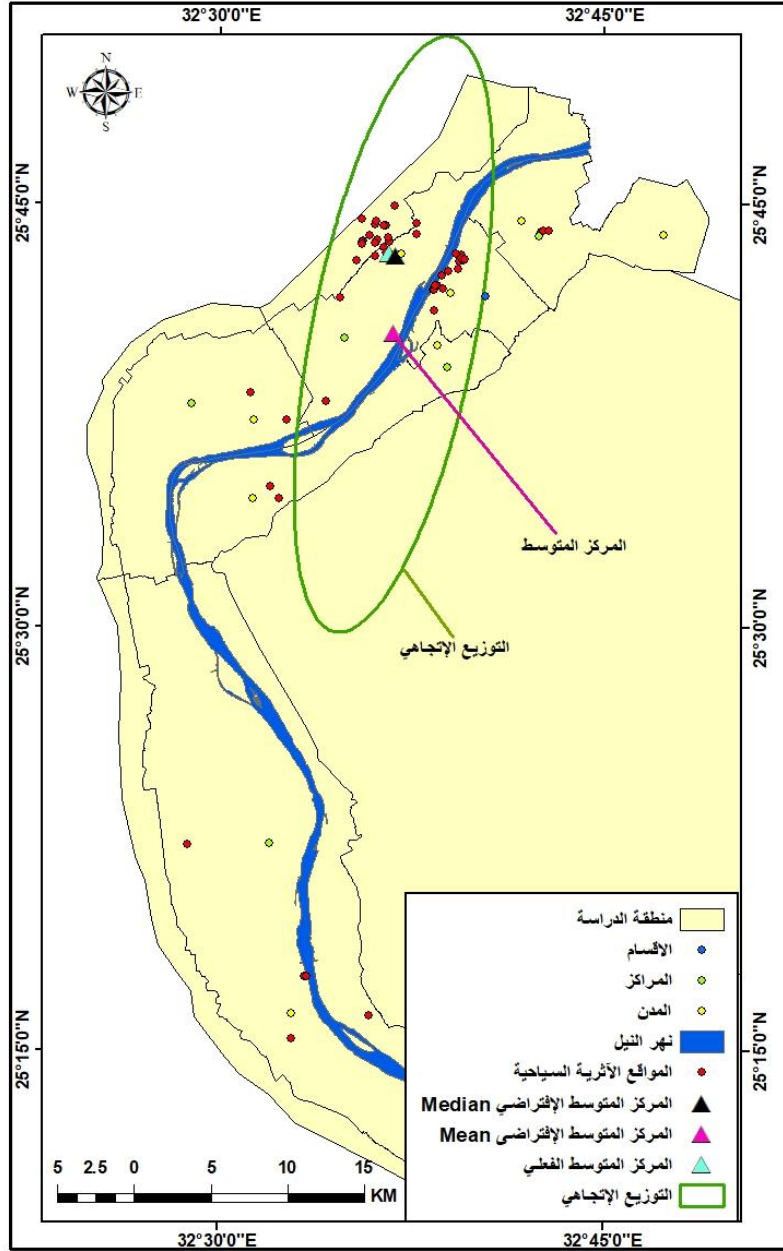 32°30'0"E
32°45'0"E
N
W E
S
25°45'0"N
25°45'0"N
المركز المتوسط
25°30'0"N
25°30'0"N
التوزيع الإتجاهي
منطقة الدراسة
الاقسام
المراكز
المدن
نهر النيل
المواقع الآثرية السياحية
المركز المتوسط الإفتراضي Median
المركز المتوسط الإفتراضى Mean
المركز المتوسط الفعلي
التوزيع الإتجاهي
25°15'0"N
25°15'0"N
5 2.5 0 5 10 15
KM
32°30'0"E
32°45'0"E